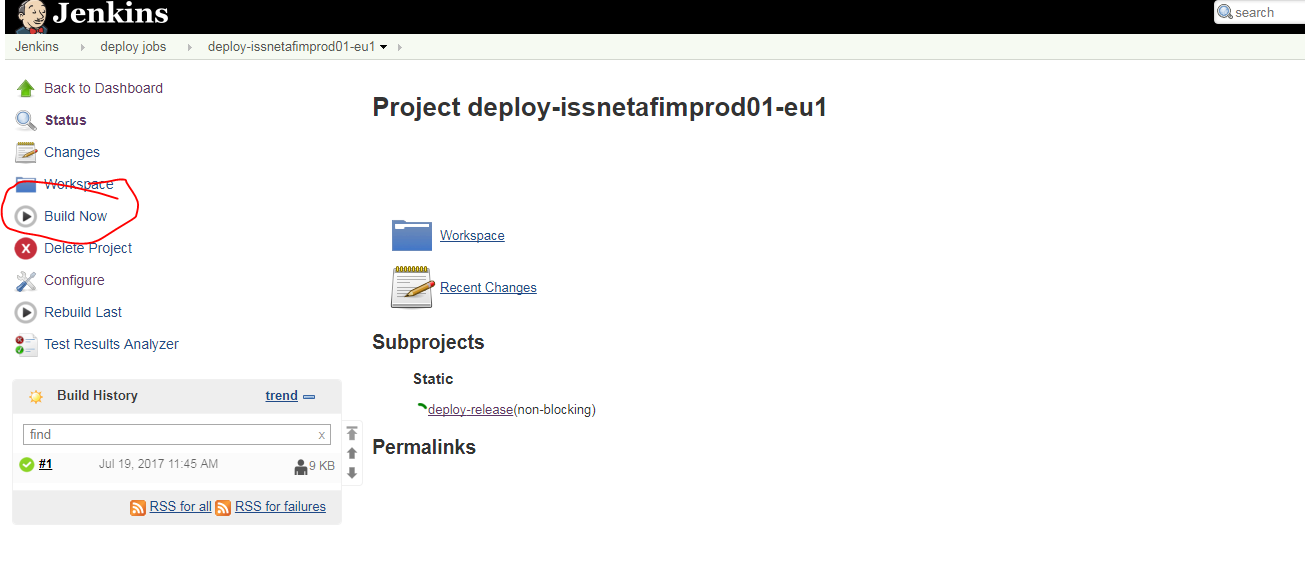 Jenkins
search
Jenkins deploy jobs deploy-issnetafimprod01-eu1
Back to Dashboard
Status
Changes
Workspace
Build Now
Delete Project
Configure
Rebuild Last
Test Results Analyzer
Build History trend
find x
#1 Jul 19, 2017 11:45 AM 9 KB
RSS for all RSS for failures
Project deploy-issnetafimprod01-eu1
Workspace
Recent Changes
Subprojects
Static
deploy-release(non-blocking)
Permalinks